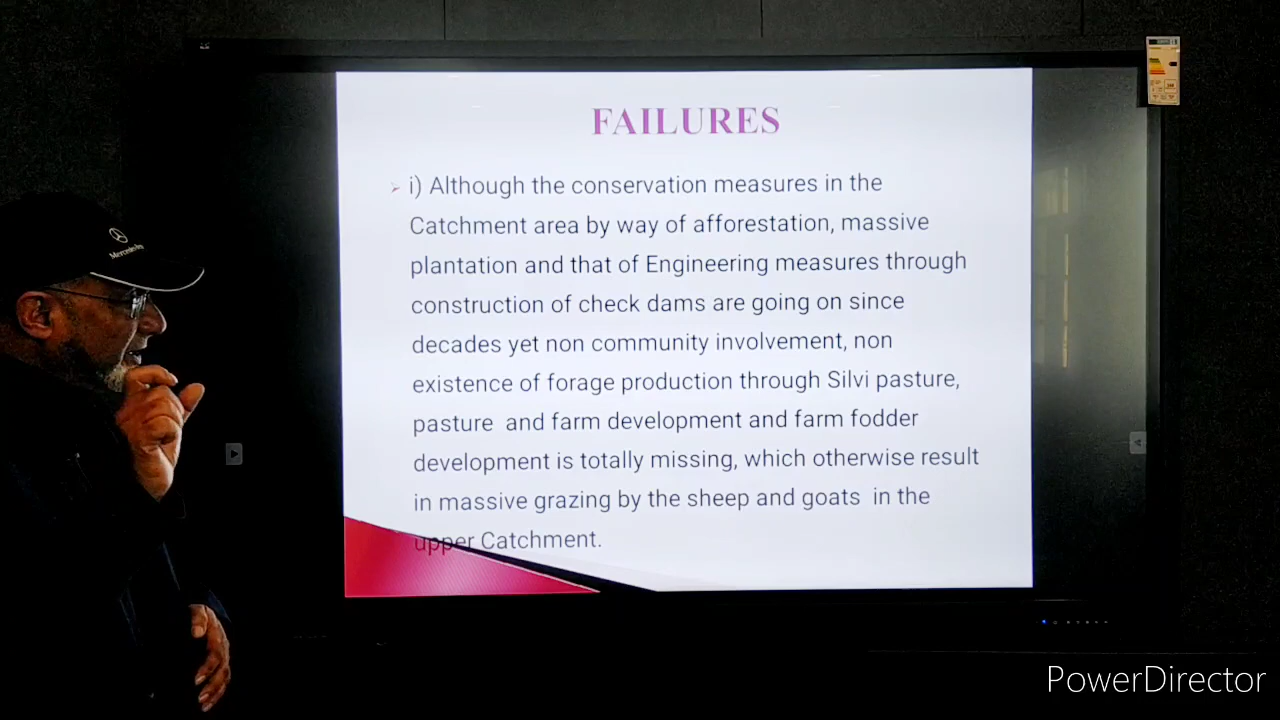 FAILURES
i) Although the conservation measures in the
Catchment area by way of afforestation, massive
plantation and that of Engineering measures through
construction of check dams are going on since
decades yet non community involvement, non
existence of forage production through Silvi pasture,
pasture and farm development and farm fodder
development is totally missing, which otherwise result
in massive grazing by the sheep and goats in the
upper Catchment.
PowerDirector